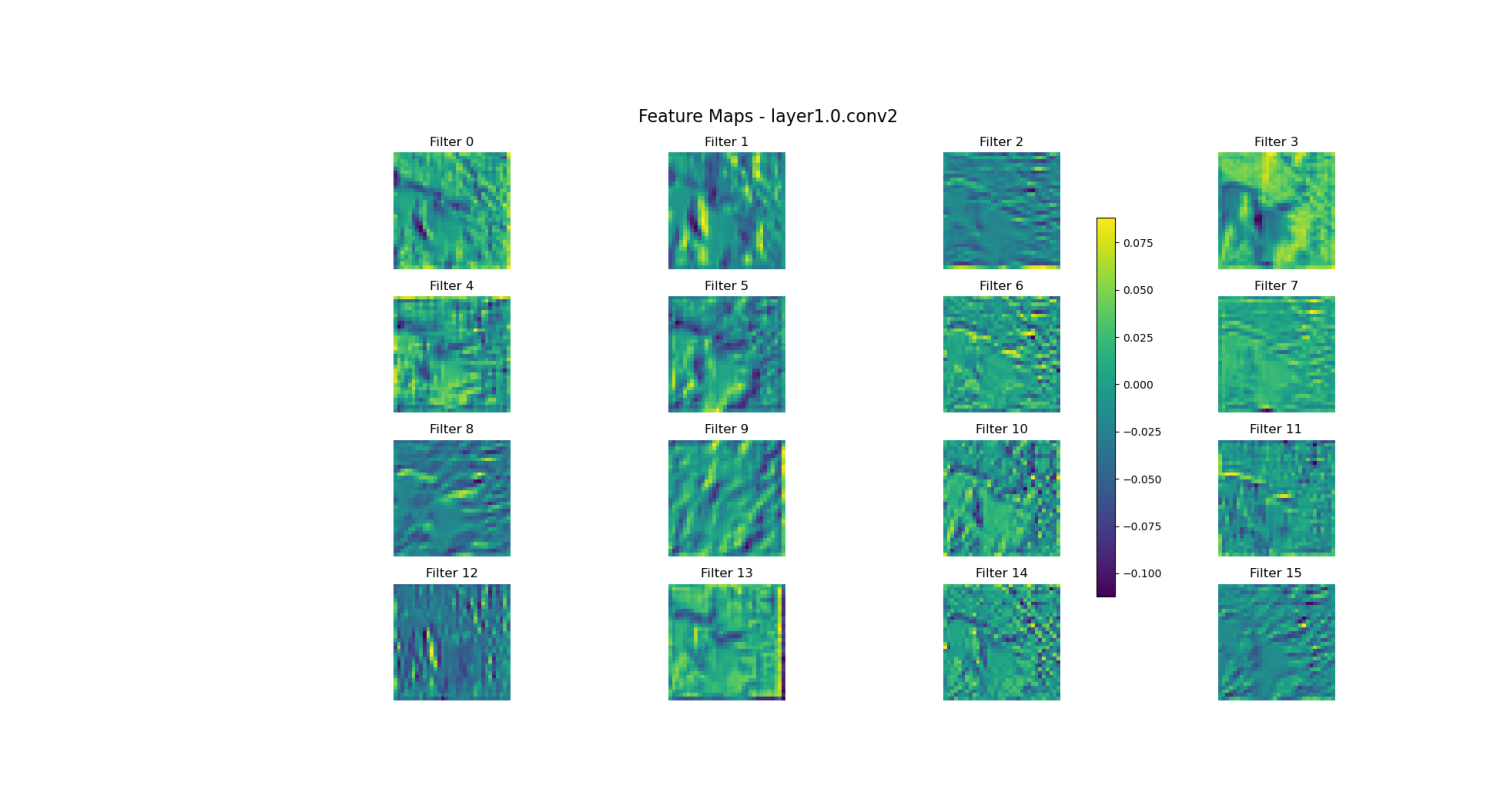 Feature Maps - layer1.0.conv2
Filter 0
Filter 1
Filter 2
Filter 3
Filter 4
Filter 5
Filter 6
Filter 7
Filter 8
Filter 9
Filter 10
Filter 11
Filter 12
Filter 13
Filter 14
Filter 15
0.075
0.050
0.025
0.000
−0.025
−0.050
−0.075
−0.100